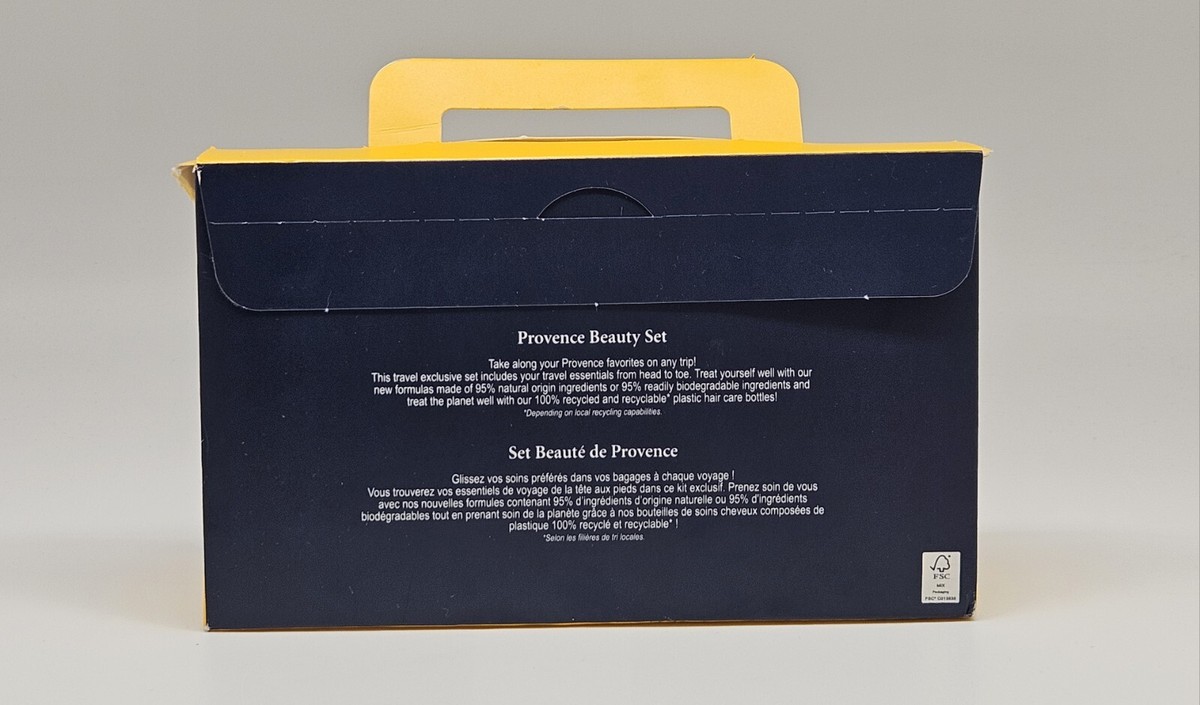 Provence Beauty Set
Take along your Provence favorites on any trip!
This travel exclusive set includes your travel essentials from head to toe. Treat yourself well with our
new formulas made of 95% natural origin ingredients or 95% readily biodegradable ingredients and
treat the planet well with our 100% recycled and recyclable* plastic hair care bottles!
*Depending on local recycling capabilities.
Set Beauté de Provence
Glissez vos soins préférés dans vos bagages à chaque voyage !
Vous trouverez vos essentiels de voyage de la tête aux pieds dans ce kit exclusif. Prenez soin de vous
avec nos nouvelles formules contenant 95% d'ingrédients d'origine naturelle ou 95% d'ingrédients
biodégradables tout en prenant soin de la planète grâce à nos bouteilles de soins cheveux composées de
plastique 100% recyclé et recyclable* !
*Selon les filières de tri locales.
FSC
MIX
Packaging